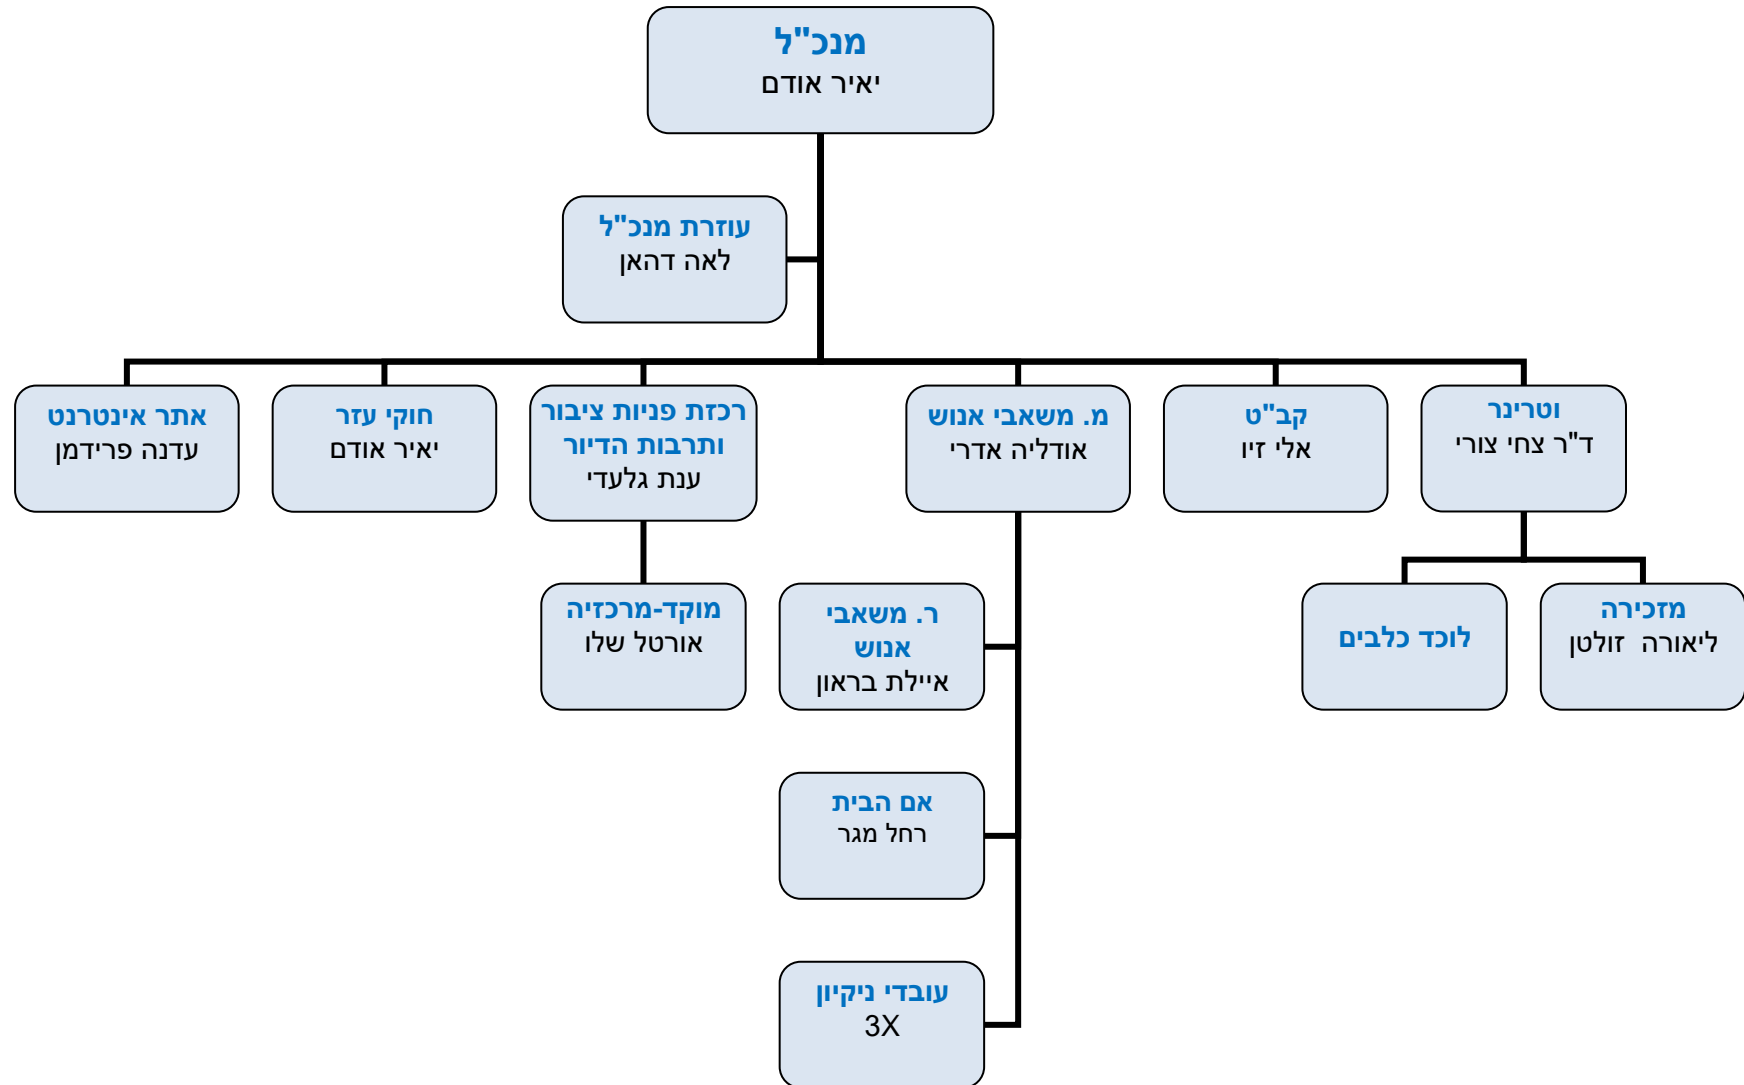 מנכ"ל
יאיר אודם
עוזרת מנכ"ל
לאה דהאן
וטרינר
ד"ר צחי צורי
קב"ט
אלי זיו
מ. משאבי אנוש
אודליה אדרי
רכזת פניות ציבור
ותרבות הדיור
ענת גלעדי
חוקי עזר
יאיר אודם
אתר אינטרנט
עדנה פרידמן
מזכירה
ליאורה זולטן
לוכד כלבים
ר. משאבי
אנוש
איילת בראון
מוקד-מרכזיה
אורטל שלו
אם הבית
רחל מגר
עובדי ניקיון
3X